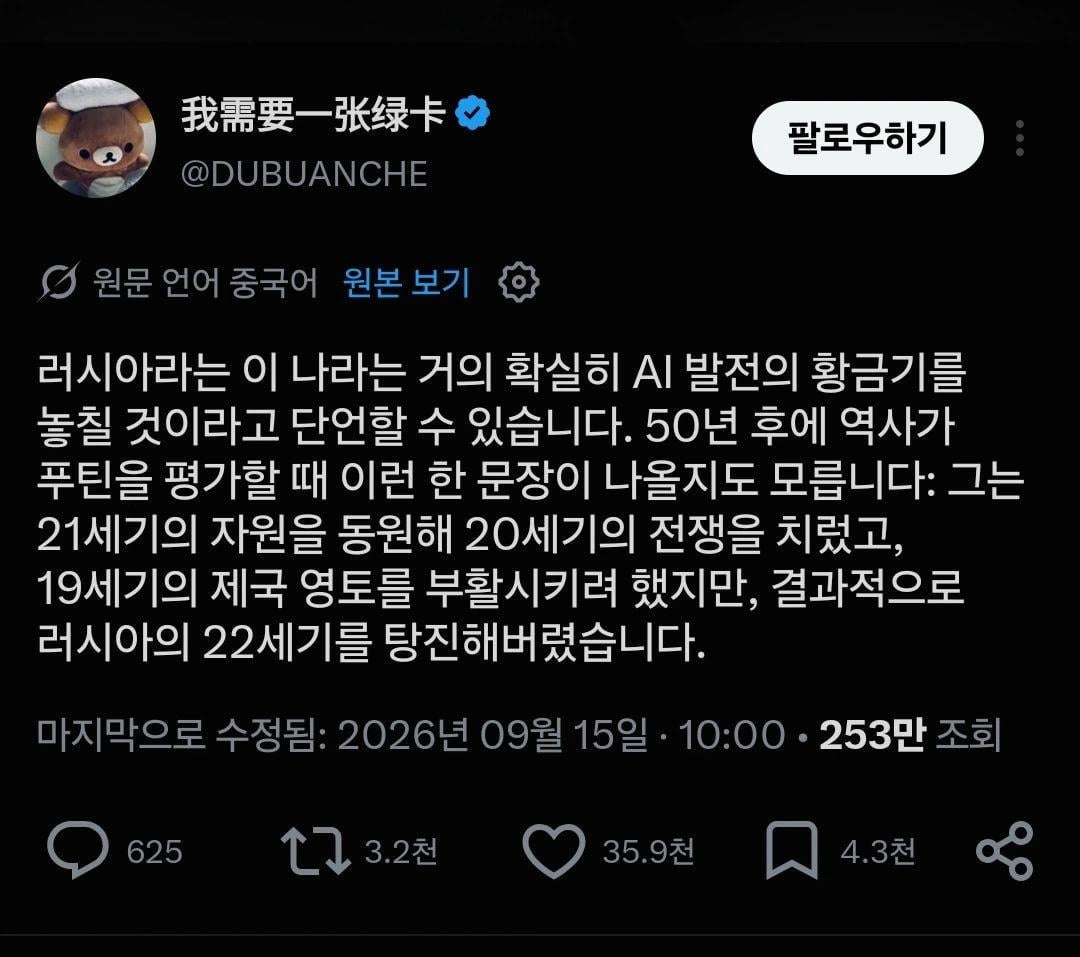 我需要一张绿卡
@DUBUANCHE
팔로우하기
원문 언어 중국어 원본 보기
러시아라는 이 나라는 거의 확실히 AI 발전의 황금기를
놓칠 것이라고 단언할 수 있습니다. 50년 후에 역사가
푸틴을 평가할 때 이런 한 문장이 나올지도 모릅니다: 그는
21세기의 자원을 동원해 20세기의 전쟁을 치렀고,
19세기의 제국 영토를 부활시키려 했지만, 결과적으로
러시아의 22세기를 탕진해버렸습니다.
마지막으로 수정됨: 2026년 09월 15일 · 10:00 • 253만 조회
625 3.2천 35.9천 4.3천